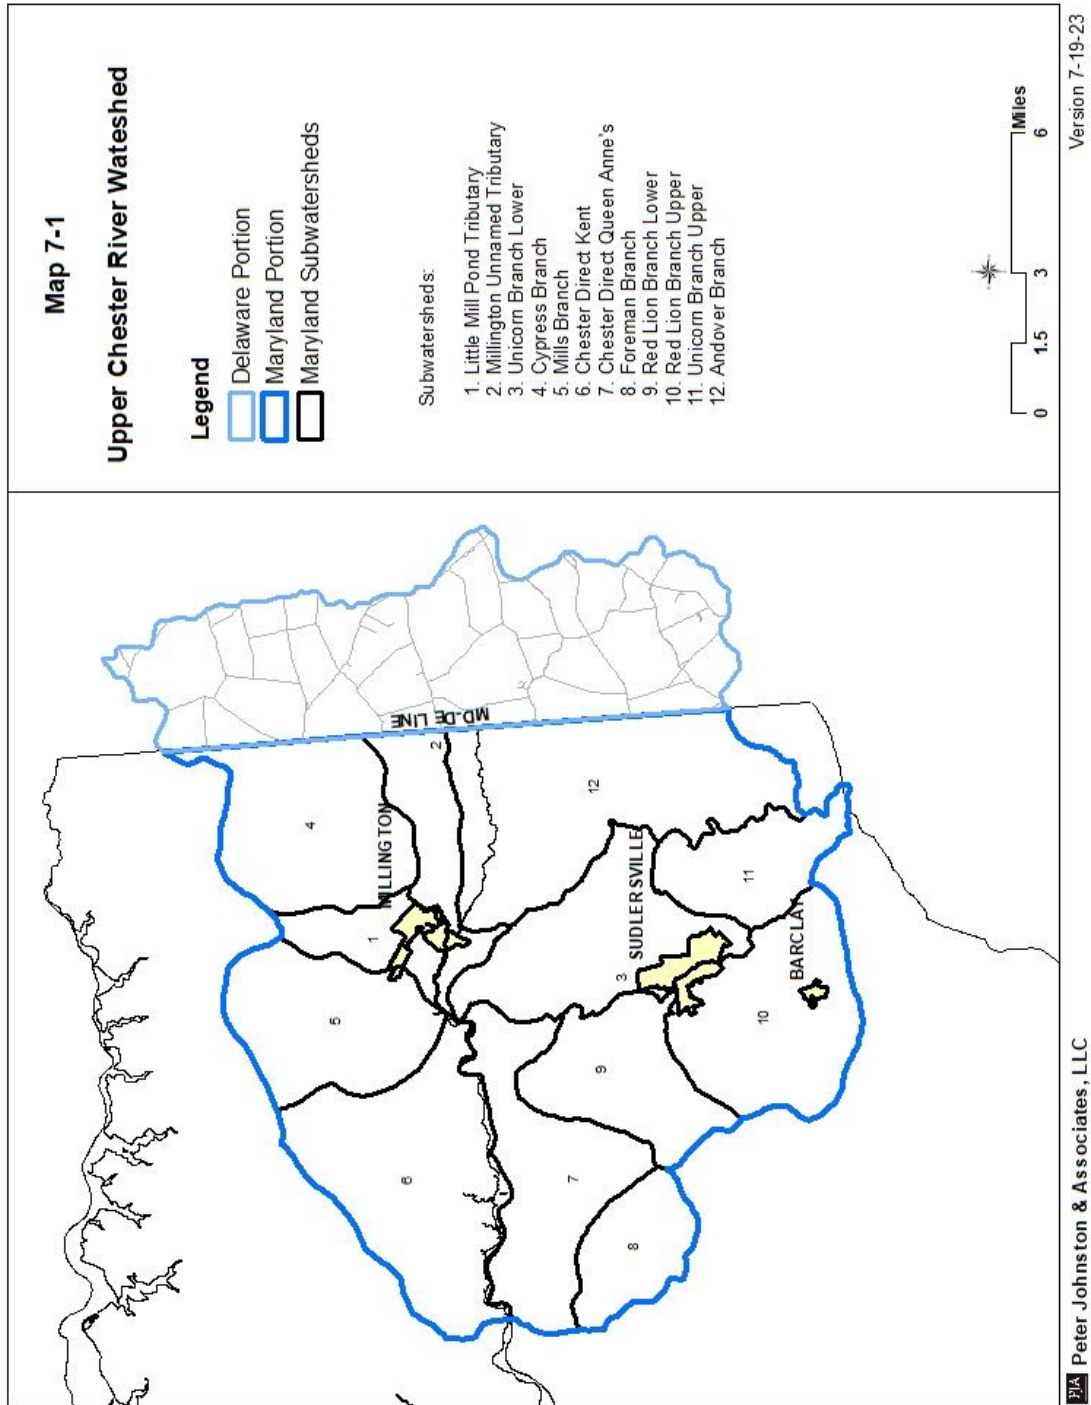 Map 7-1
Upper Chester River Wateshed
Legend
Delaware Portion
Maryland Portion
Maryland Subwatersheds
Subwatersheds:
1. Little Mill Pond Tributary
2. Millington Unnamed Tributary
3. Unicorn Branch Lower
4. Cypress Branch
5. Mills Branch
6. Chester Direct Kent
7. Chester Direct Queen Anne's
8. Foreman Branch
9. Red Lion Branch Lower
10. Red Lion Branch Upper
11. Unicorn Branch Upper
12. Andover Branch
Miles
0 1.5 3 6
MD-DE LINE
4
MILLINGTON
2
1
5
12
6
SUDLERSVILLE
3
11
9
BARCLAY
10
7
8
PJA Peter Johnston & Associates, LLC
Version 7-19-23